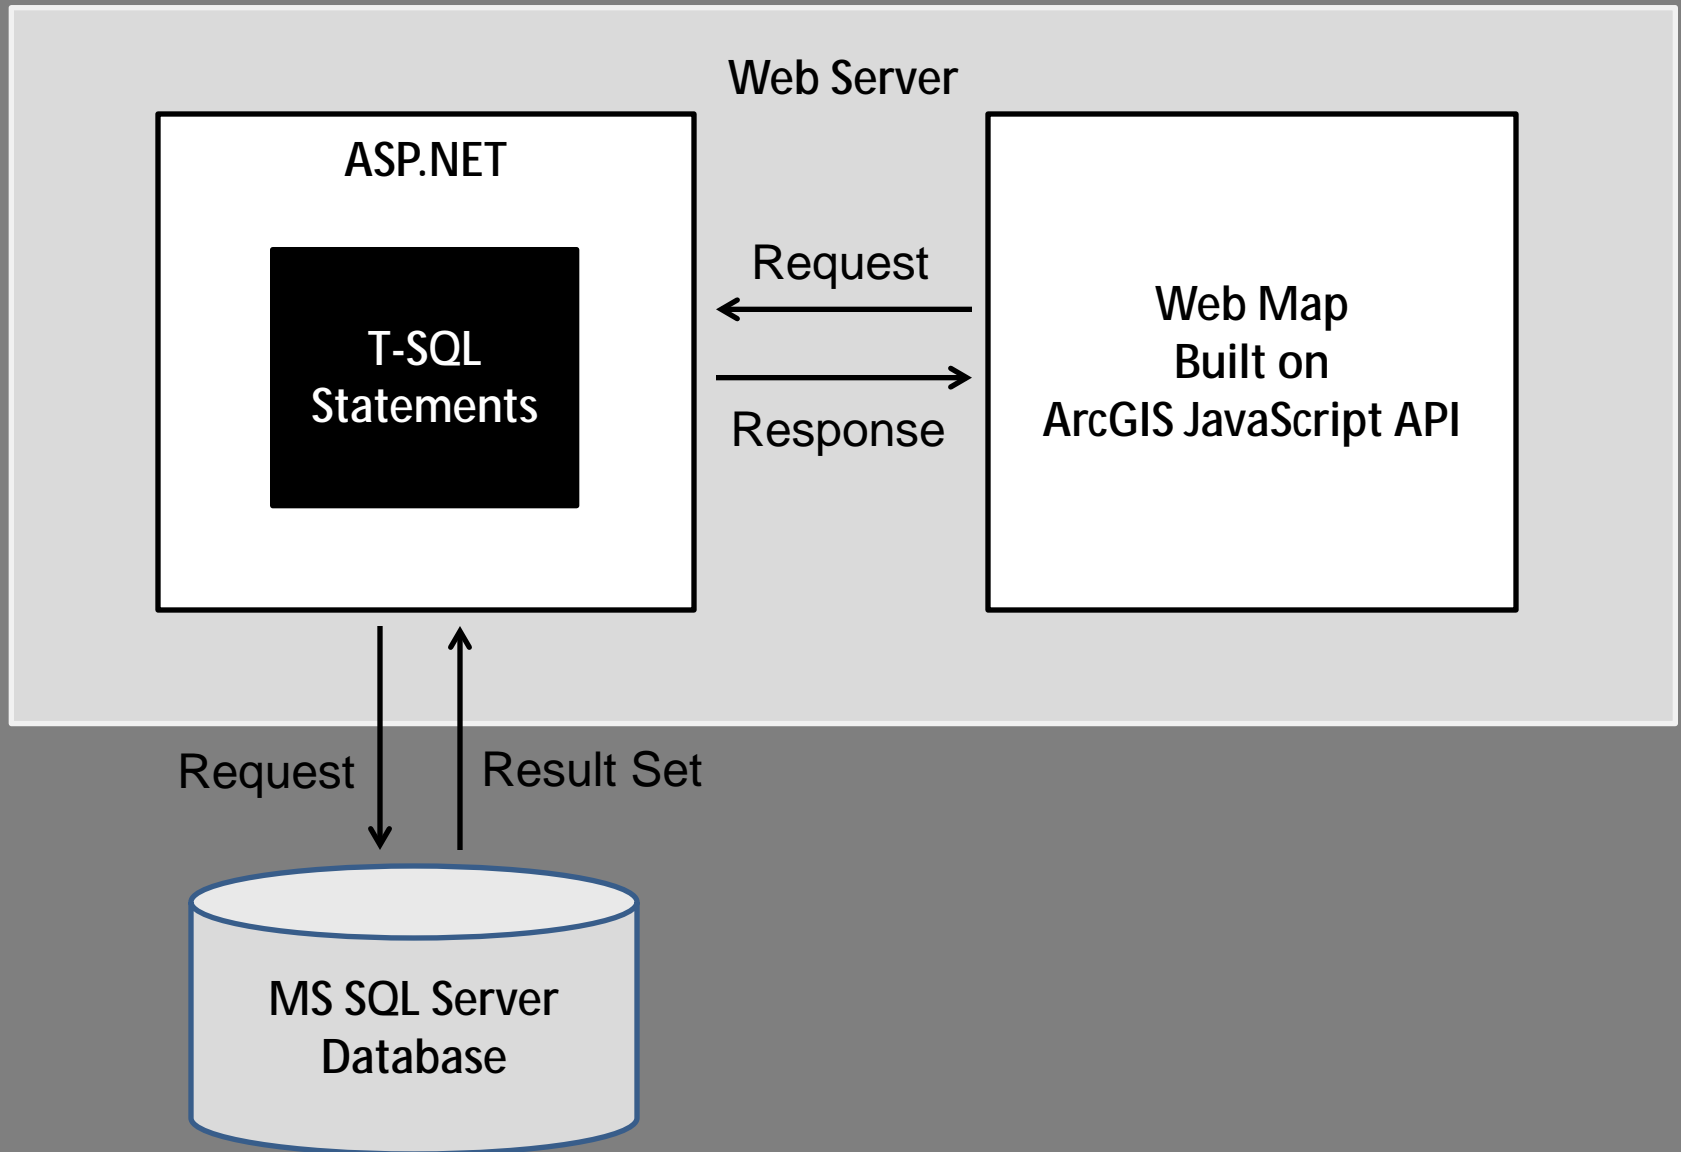 Web Server
ASP.NET
T-SQL
Statements
Request
Response
Web Map
Built on
ArcGIS JavaScript API
Request
Result Set
MS SQL Server
Database